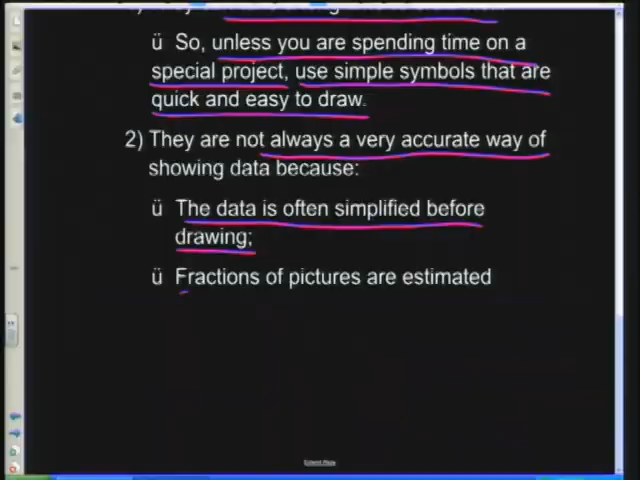 ü So, unless you are spending time on a
special project, use simple symbols that are
quick and easy to draw.
2) They are not always a very accurate way of
showing data because:
ü The data is often simplified before
drawing;
ü Fractions of pictures are estimated